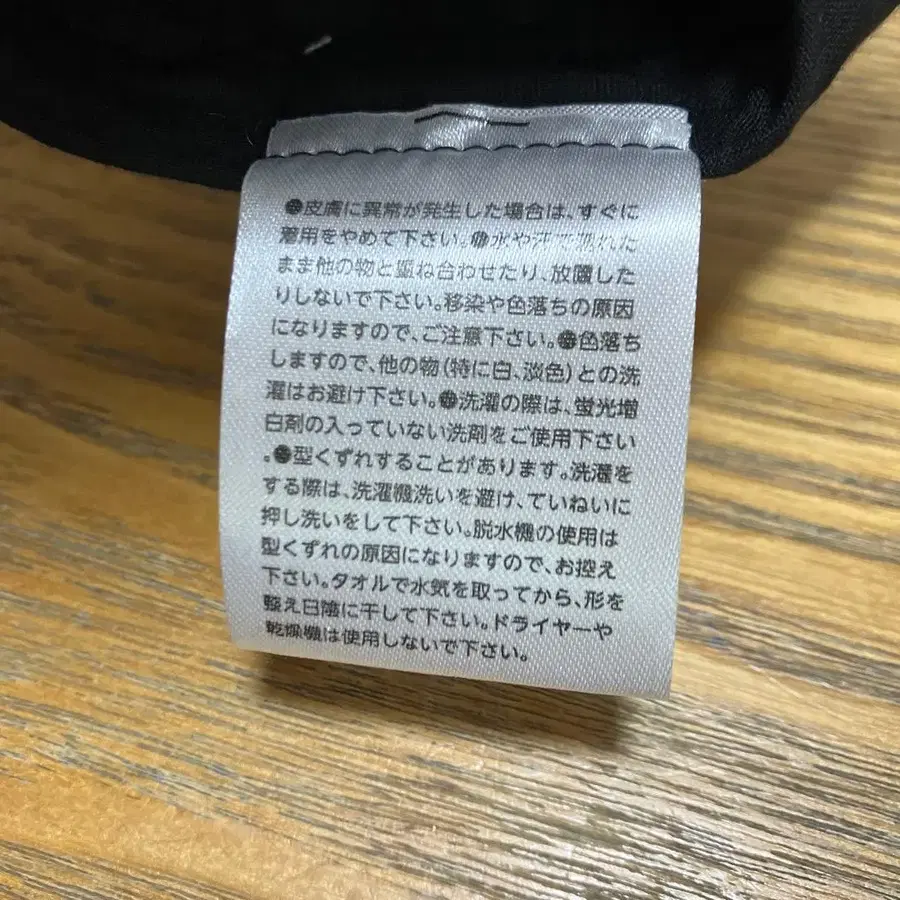 ●皮膚に異常が発生した場合は、すぐに
着用をやめて下さい。●水や汗で濡れた
まま他の物と重ね合わせたり、放置した
りしないで下さい。移染や色落ちの原因
になりますので、ご注意下さい。●色落ち
しますので、他の物(特に白、淡色)との洗
濯はお避け下さい。●洗濯の際は、蛍光増
白剤の入っていない洗剤をご使用下さい
。●型くずれすることがあります。洗濯を
する際は、洗濯機洗いを避け、ていねいに
押し洗いをして下さい。脱水機の使用は
型くずれの原因になりますので、お控え
下さい。タオルで水気を取ってから、形を
整え日陰に干して下さい。ドライヤーや
乾燥機は使用しないで下さい。